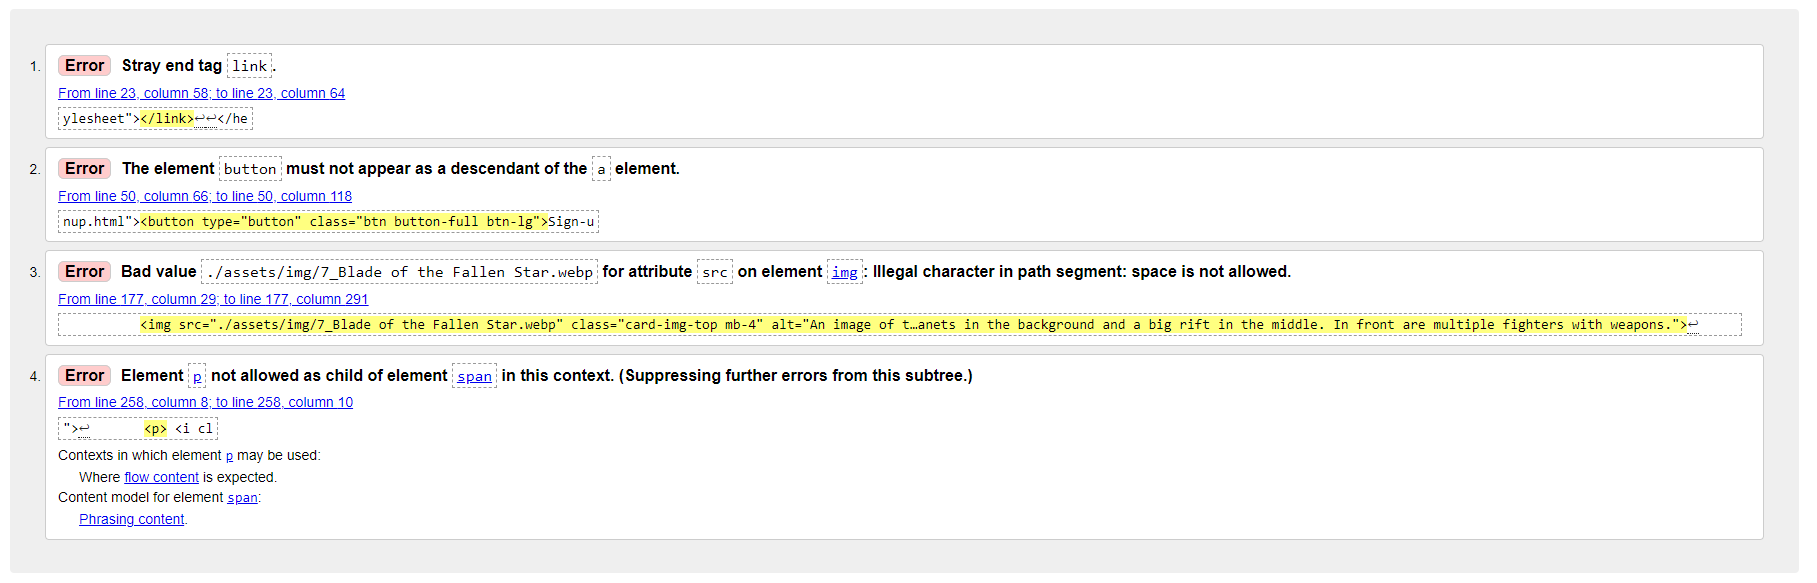 1. Error Stray end tag link.
From line 23, column 58; to line 23, column 64
ylesheet"></link>↩↩</he
2. Error The element button must not appear as a descendant of the a element.
From line 50, column 66; to line 50, column 118
nup.html"><button type="button" class="btn button-full btn-lg">Sign-u
3. Error Bad value ./assets/img/7_Blade of the Fallen Star.webp for attribute src on element img: Illegal character in path segment: space is not allowed.
From line 177, column 29; to line 177, column 291
<img src="./assets/img/7_Blade of the Fallen Star.webp" class="card-img-top mb-4" alt="An image of t…anets in the background and a big rift in the middle. In front are multiple fighters with weapons.">↩
4. Error Element p not allowed as child of element span in this context. (Suppressing further errors from this subtree.)
From line 258, column 8; to line 258, column 10
">↩ <p> <i cl
Contexts in which element p may be used:
Where flow content is expected.
Content model for element span:
Phrasing content.